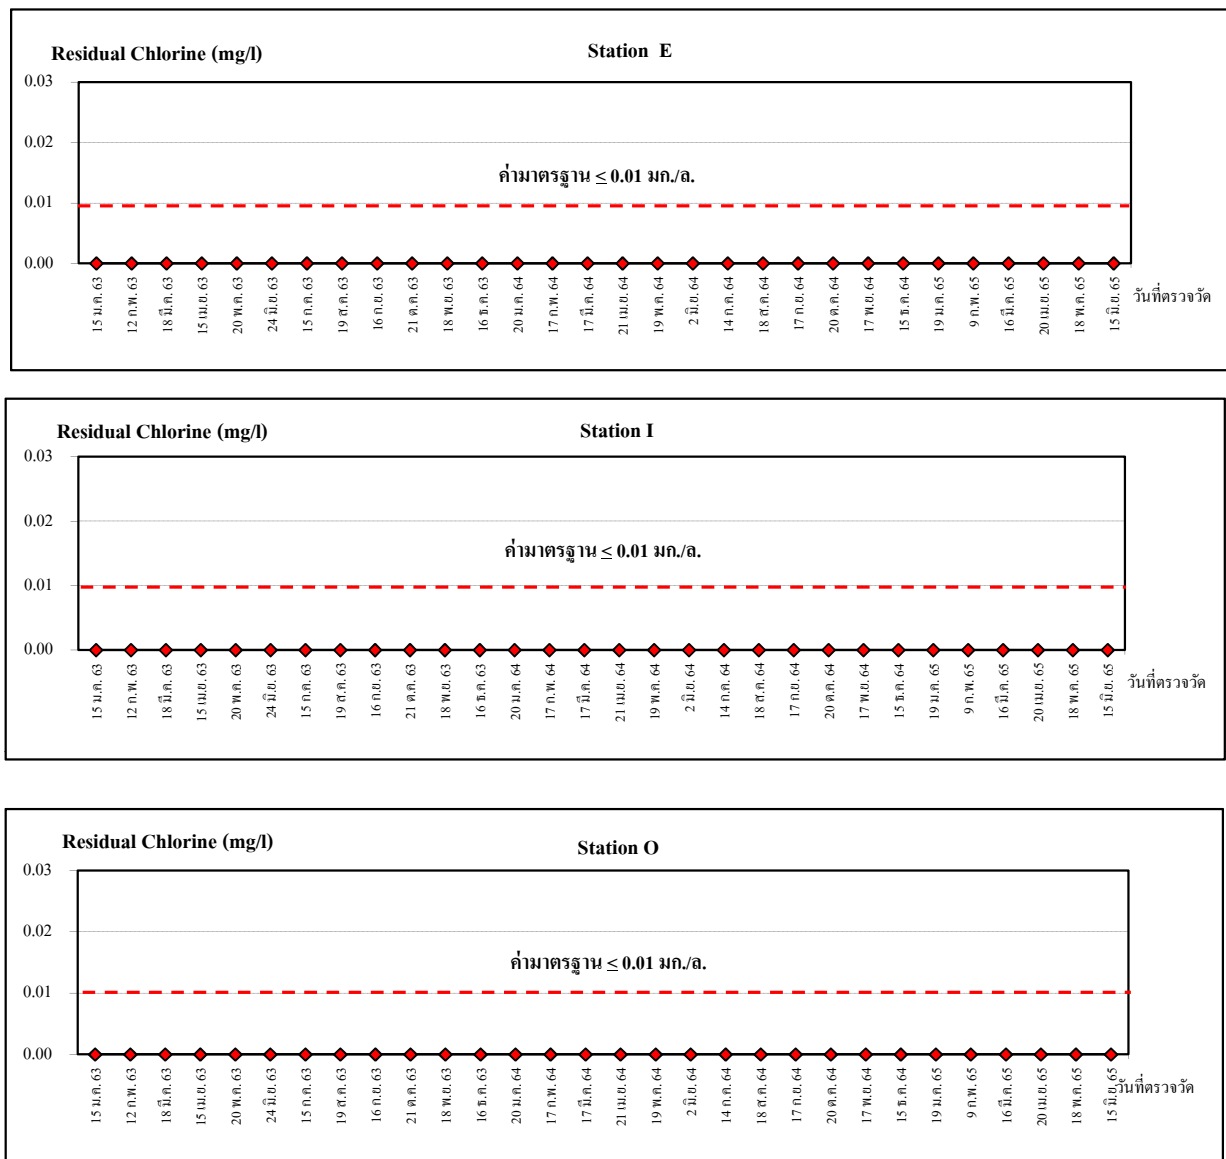 Residual Chlorine (mg/l)
Station E
0.03
0.02
ค่ามาตรฐาน ≤ 0.01 มก./ล.
0.01
0.00
15 ม.ค. 63
12 ก.พ. 63
18 มี.ค. 63
15 เม.ย. 63
20 พ.ค. 63
24 มิ.ย. 63
15 ก.ค. 63
19 ส.ค. 63
16 ก.ย. 63
21 ต.ค. 63
18 พ.ย. 63
16 ธ.ค. 63
20 ม.ค. 64
17 ก.พ. 64
17 มี.ค. 64
21 เม.ย. 64
19 พ.ค. 64
2 มิ.ย. 64
14 ก.ค. 64
18 ส.ค. 64
17 ก.ย. 64
20 ต.ค. 64
17 พ.ย. 64
15 ธ.ค. 64
19 ม.ค. 65
9 ก.พ. 65
16 มี.ค. 65
20 เม.ย. 65
18 พ.ค. 65
15 มิ.ย. 65
วันที่ตรวจวัด
Residual Chlorine (mg/l)
Station I
0.03
0.02
ค่ามาตรฐาน ≤ 0.01 มก./ล.
0.01
0.00
15 ม.ค. 63
12 ก.พ. 63
18 มี.ค. 63
15 เม.ย. 63
20 พ.ค. 63
24 มิ.ย. 63
15 ก.ค. 63
19 ส.ค. 63
16 ก.ย. 63
21 ต.ค. 63
18 พ.ย. 63
16 ธ.ค. 63
20 ม.ค. 64
17 ก.พ. 64
17 มี.ค. 64
21 เม.ย. 64
19 พ.ค. 64
2 มิ.ย. 64
14 ก.ค. 64
18 ส.ค. 64
17 ก.ย. 64
20 ต.ค. 64
17 พ.ย. 64
15 ธ.ค. 64
19 ม.ค. 65
9 ก.พ. 65
16 มี.ค. 65
20 เม.ย. 65
18 พ.ค. 65
15 มิ.ย. 65
วันที่ตรวจวัด
Residual Chlorine (mg/l)
Station O
0.03
0.02
ค่ามาตรฐาน ≤ 0.01 มก./ล.
0.01
0.00
15 ม.ค. 63
12 ก.พ. 63
18 มี.ค. 63
15 เม.ย. 63
20 พ.ค. 63
24 มิ.ย. 63
15 ก.ค. 63
19 ส.ค. 63
16 ก.ย. 63
21 ต.ค. 63
18 พ.ย. 63
16 ธ.ค. 63
20 ม.ค. 64
17 ก.พ. 64
17 มี.ค. 64
21 เม.ย. 64
19 พ.ค. 64
2 มิ.ย. 64
14 ก.ค. 64
18 ส.ค. 64
17 ก.ย. 64
20 ต.ค. 64
17 พ.ย. 64
15 ธ.ค. 64
19 ม.ค. 65
9 ก.พ. 65
16 มี.ค. 65
20 เม.ย. 65
18 พ.ค. 65
15 มิ.ย. 65
วันที่ตรวจวัด